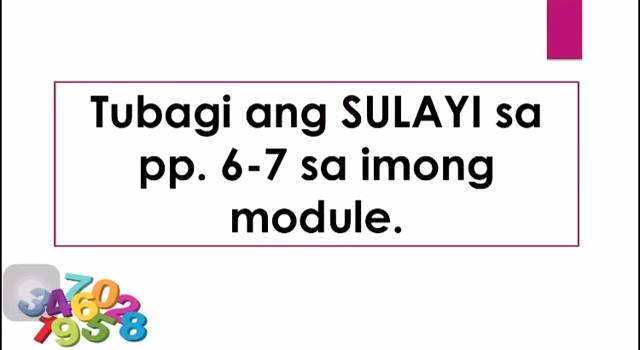 Tubagi ang SULAYI sa
pp. 6-7 sa imong
module.